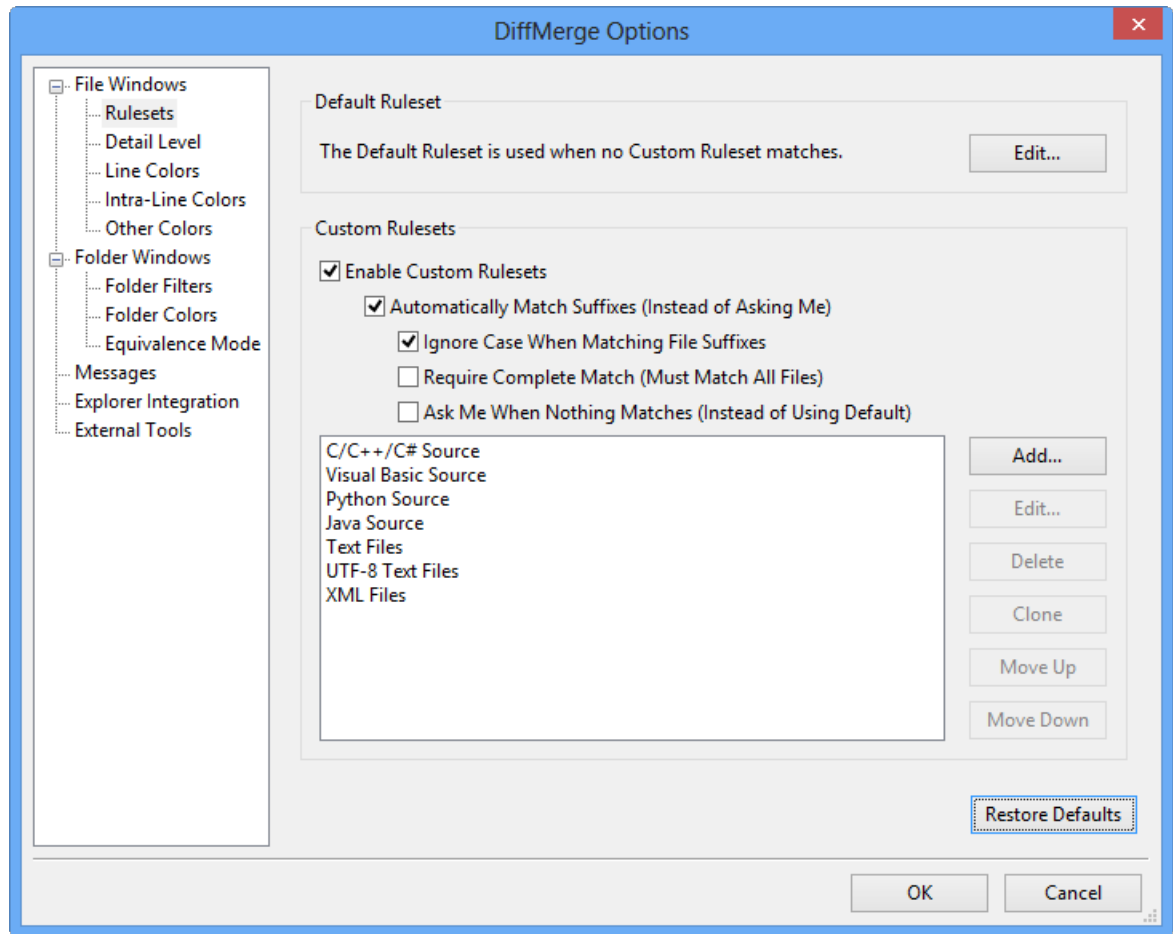 DiffMerge Options
File Windows
Rulesets
Detail Level
Line Colors
Intra-Line Colors
Other Colors
Folder Windows
Folder Filters
Folder Colors
Equivalence Mode
Messages
Explorer Integration
External Tools
Default Ruleset
The Default Ruleset is used when no Custom Ruleset matches.
Edit...
Custom Rulesets
Enable Custom Rulesets
Automatically Match Suffixes (Instead of Asking Me)
Ignore Case When Matching File Suffixes
Require Complete Match (Must Match All Files)
Ask Me When Nothing Matches (Instead of Using Default)
C/C++/C# Source
Visual Basic Source
Python Source
Java Source
Text Files
UTF-8 Text Files
XML Files
Add...
Edit...
Delete
Clone
Move Up
Move Down
Restore Defaults
OK
Cancel